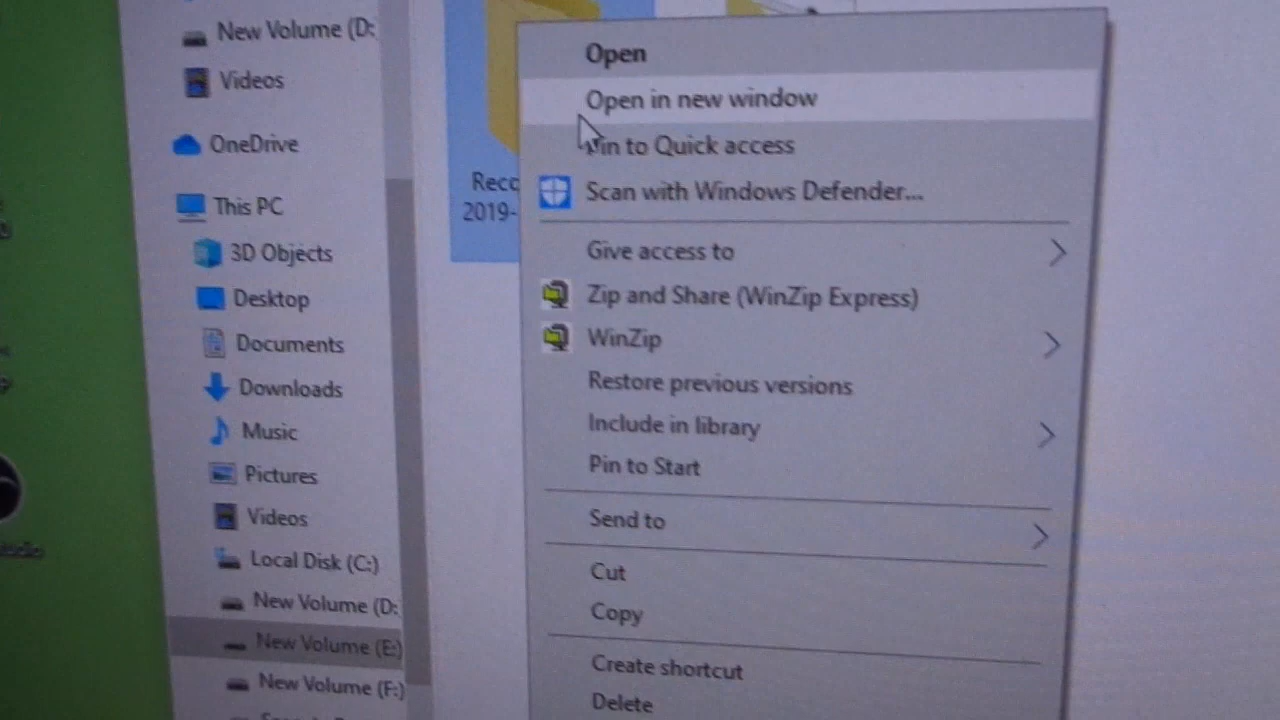 New Volume (D:
Videos
OneDrive
This PC
3D Objects
Desktop
Documents
Downloads
Music
Pictures
Videos
Local Disk (C:)
New Volume (D:
New Volume (E:)
New Volume (F:)
2019-
Open
Open in new window
Pin to Quick access
Scan with Windows Defender...
Give access to
Zip and Share (WinZip Express)
WinZip
Restore previous versions
Include in library
Pin to Start
Send to
Cut
Copy
Create shortcut
Delete